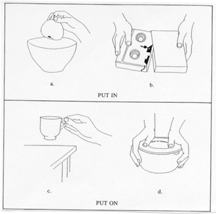 a. b.
PUT IN
c. d.
PUT ON